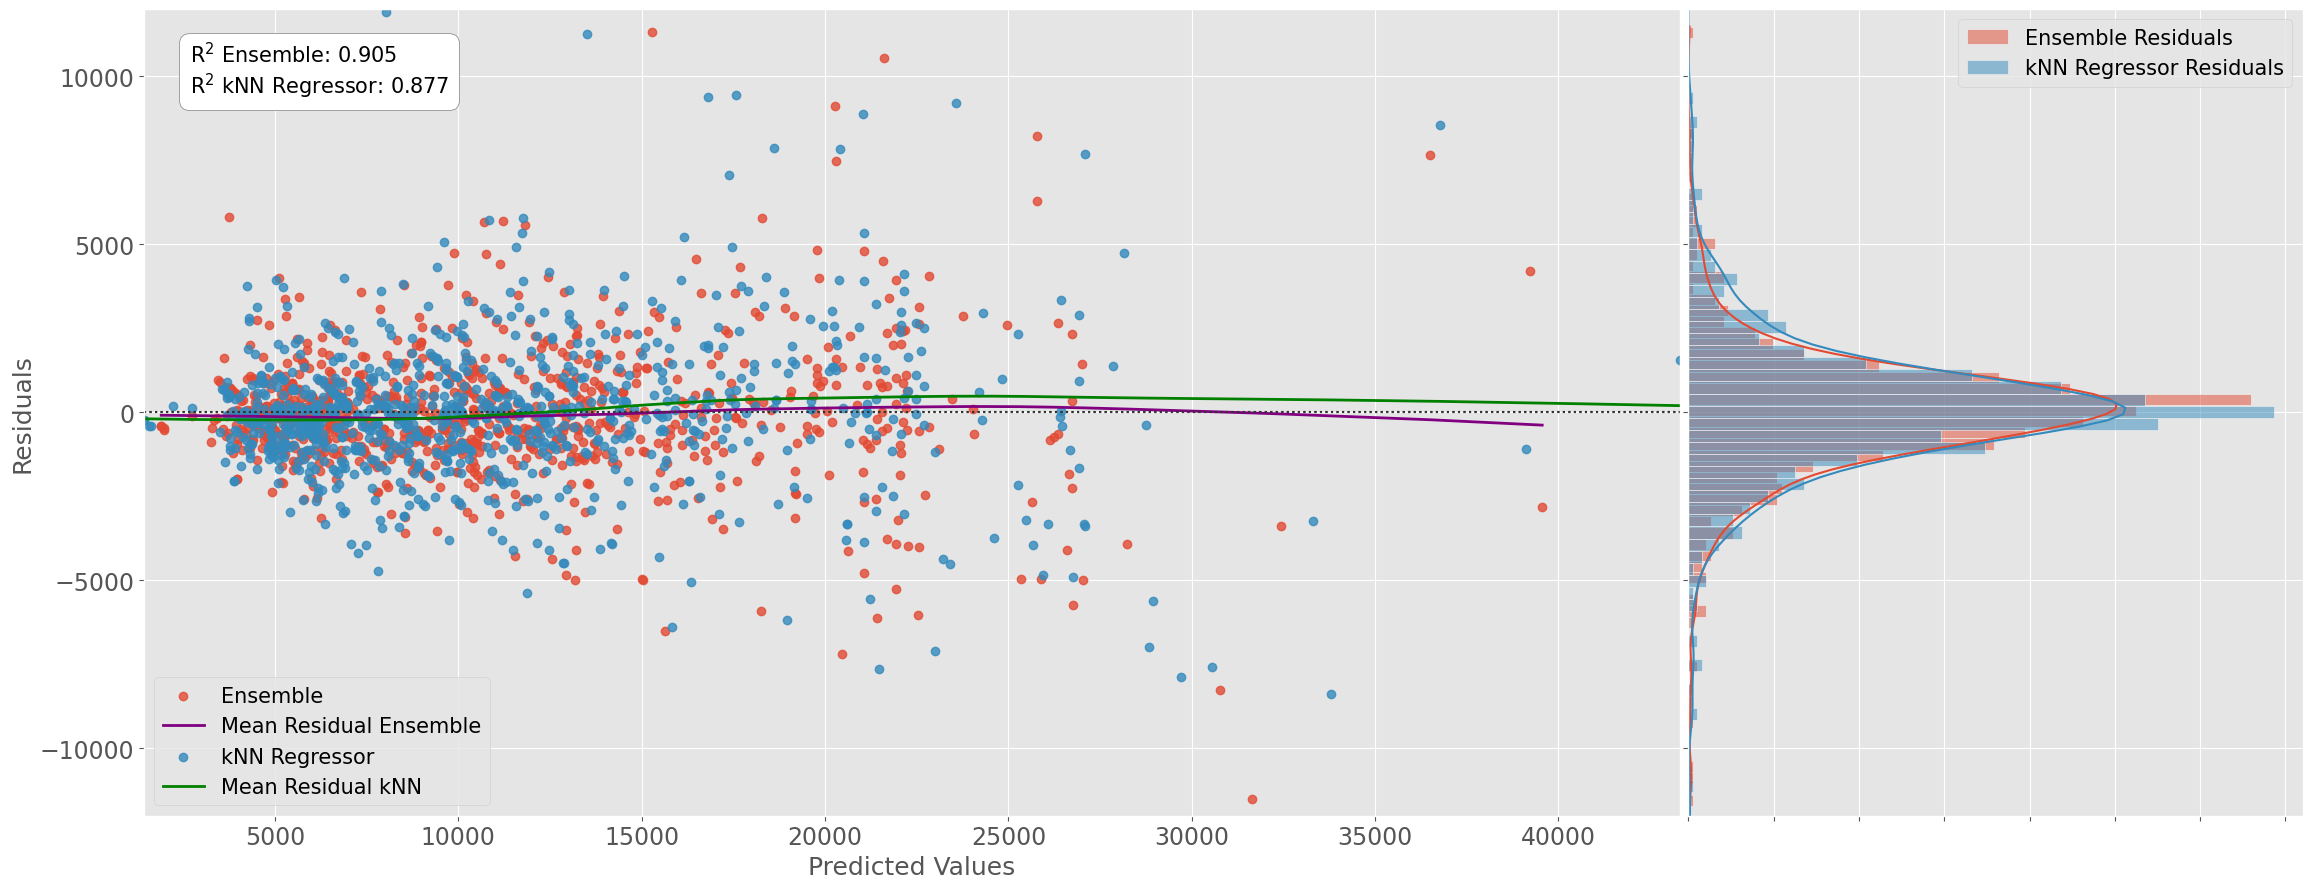 R² Ensemble: 0.905
R² kNN Regressor: 0.877
Ensemble Residuals
kNN Regressor Residuals
10000
5000
0
−5000
−10000
Residuals
Ensemble
Mean Residual Ensemble
kNN Regressor
Mean Residual kNN
5000 10000 15000 20000 25000 30000 35000 40000
Predicted Values